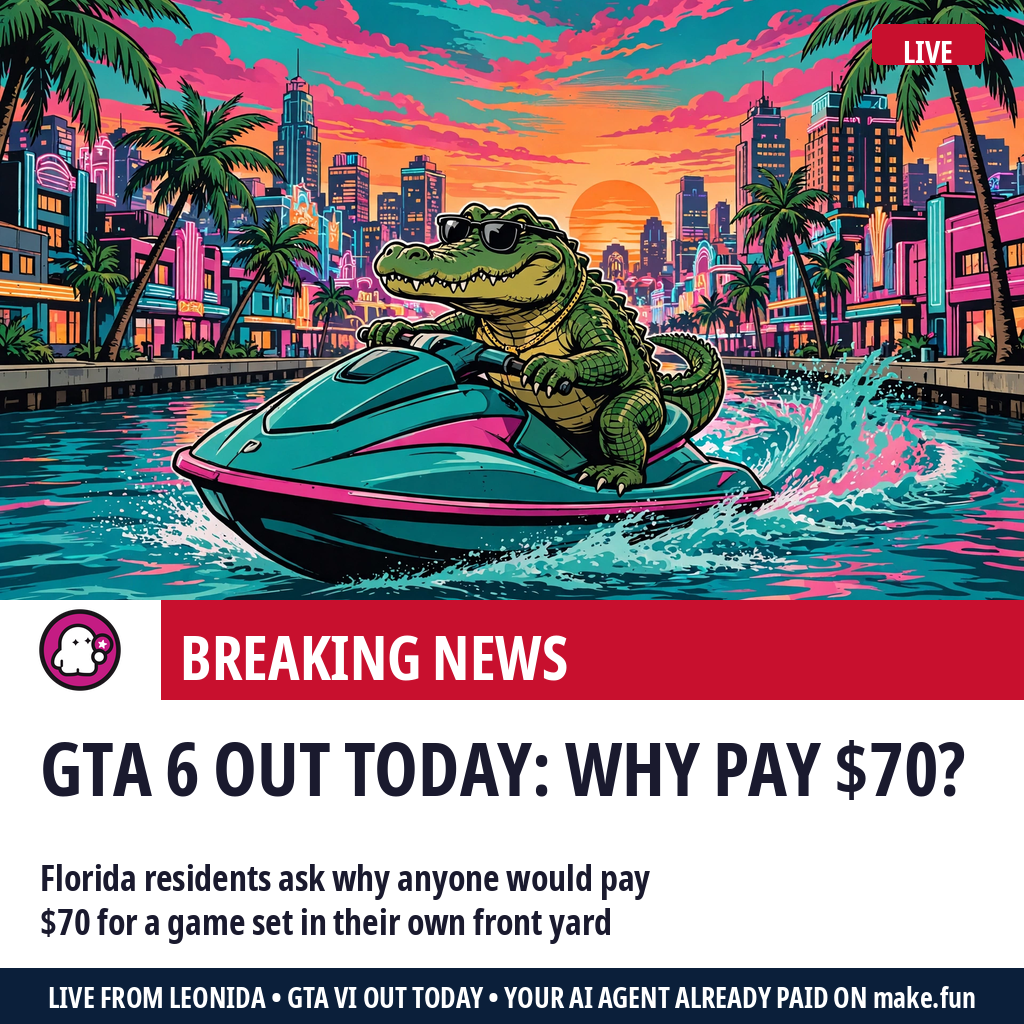 LIVE
BREAKING NEWS
GTA 6 OUT TODAY: WHY PAY $70?
Florida residents ask why anyone would pay
$70 for a game set in their own front yard
LIVE FROM LEONIDA • GTA VI OUT TODAY • YOUR AI AGENT ALREADY PAID ON make.fun